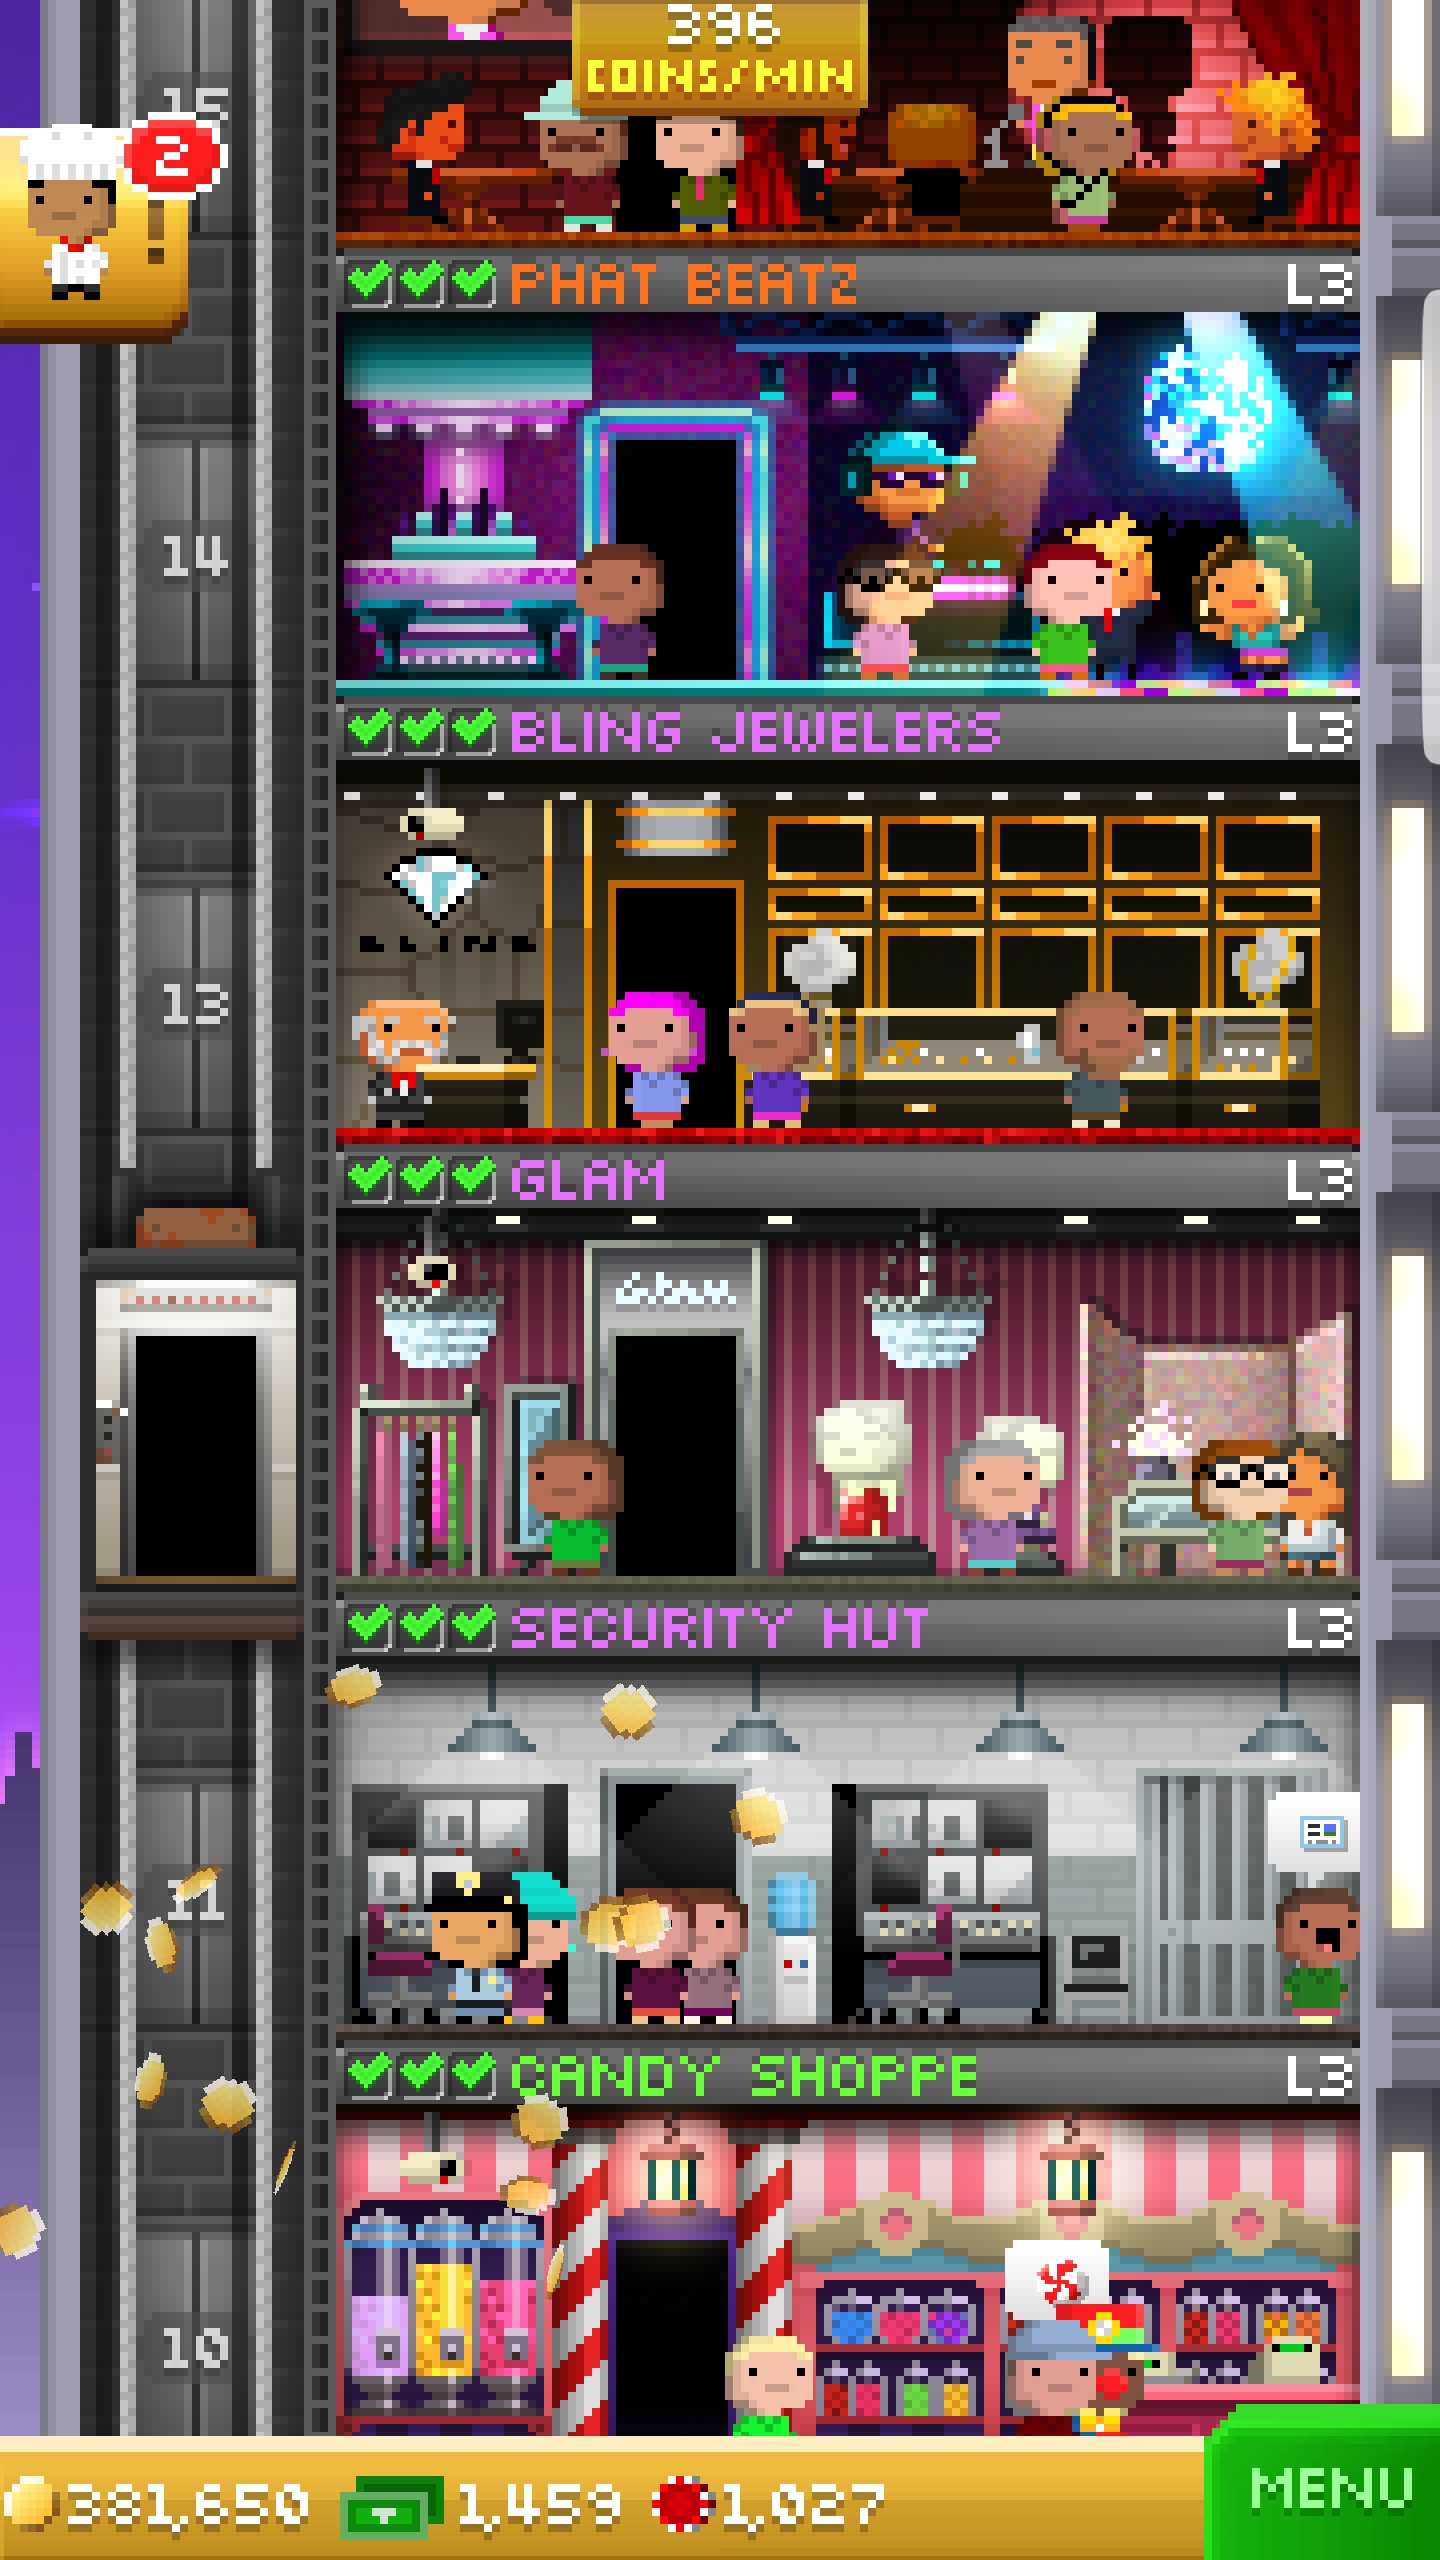 396
COINS/MIN
15
2
PHAT BEATZ L3
14
BLING JEWELERS L3
BLING
13
GLAM L3
Glam
SECURITY HUT L3
11
CANDY SHOPPE L3
10
381,650 1,459 1,027
MENU